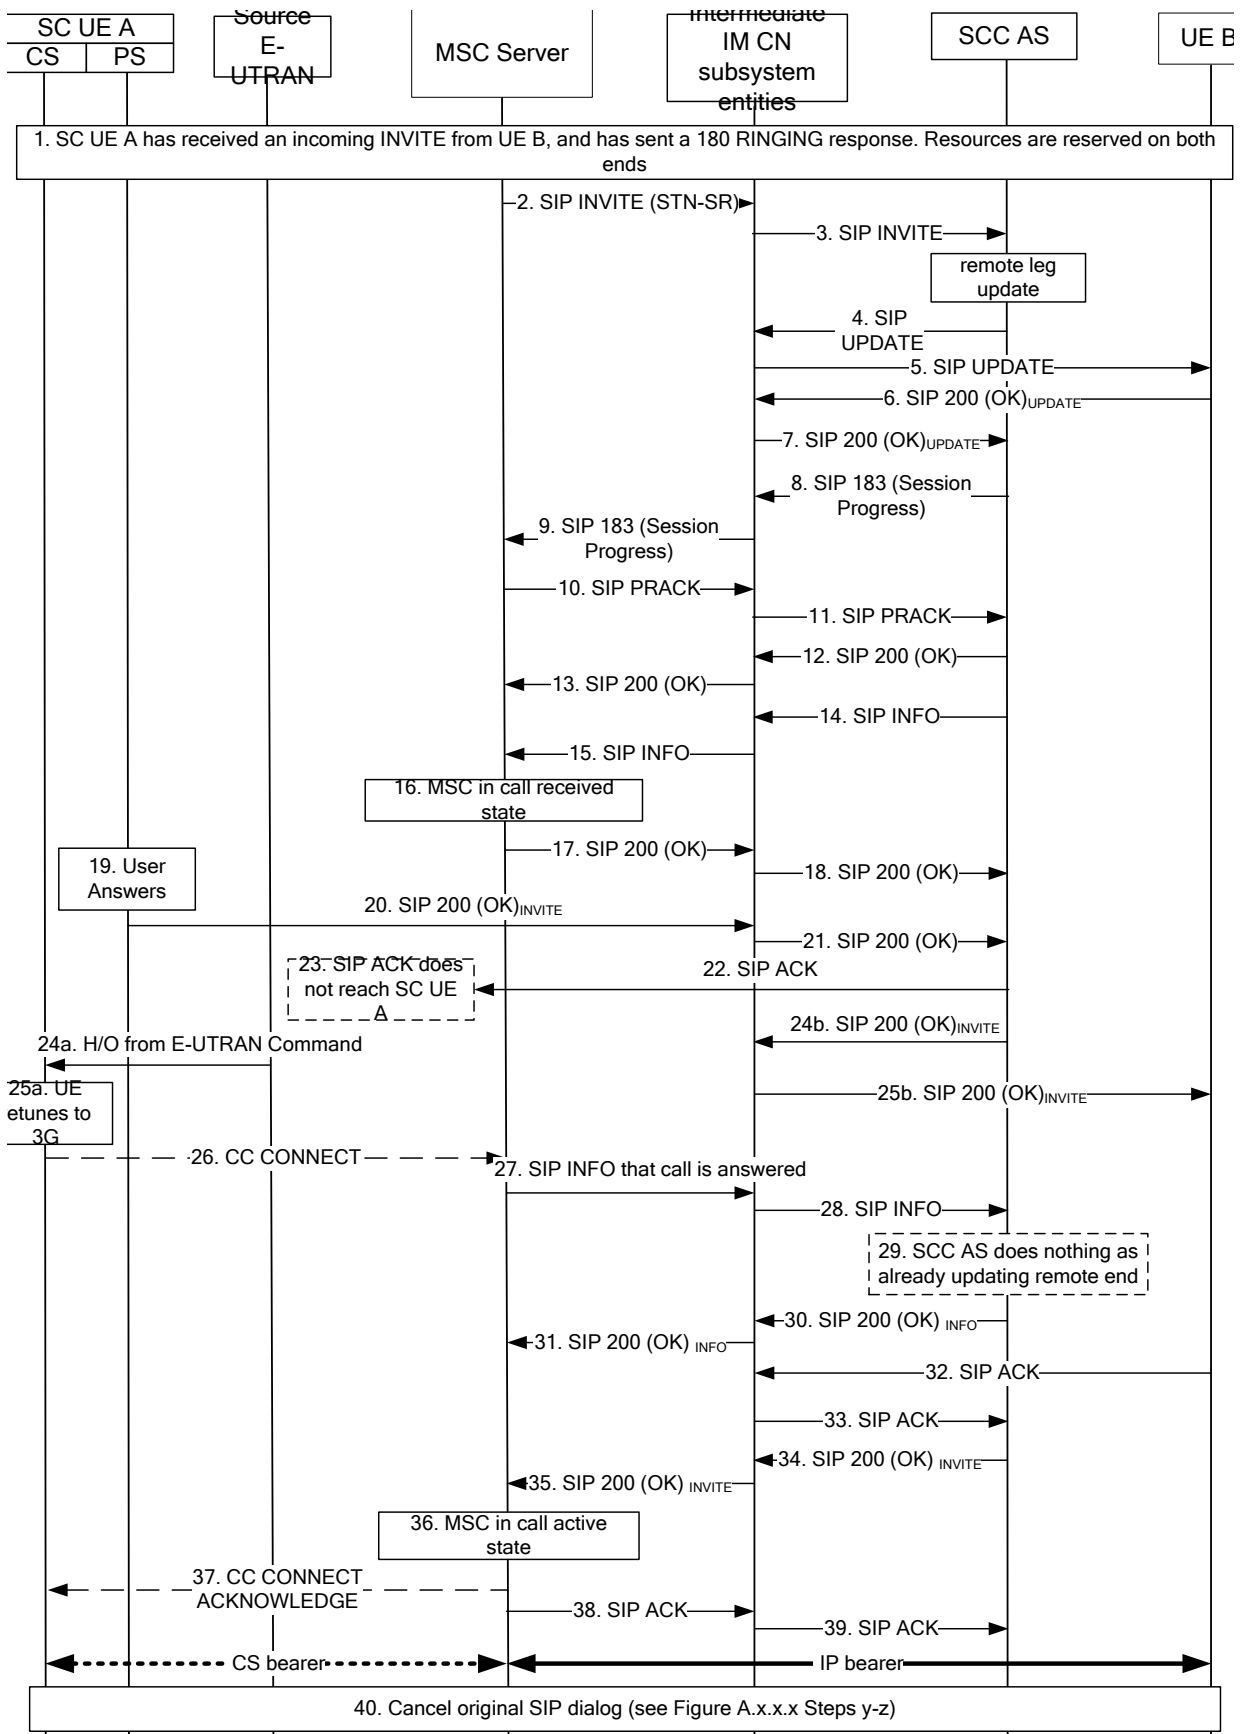 SC UE A
CS
PS
Source
E-
UTRAN
MSC Server
Intermediate
IM CN
subsystem
entities
SCC AS
UE B
1. SC UE A has received an incoming INVITE from UE B, and has sent a 180 RINGING response. Resources are reserved on both
ends
2. SIP INVITE (STN-SR)
3. SIP INVITE
remote leg
update
4. SIP
UPDATE
5. SIP UPDATE
6. SIP 200 (OK)UPDATE
7. SIP 200 (OK)UPDATE
8. SIP 183 (Session
Progress)
9. SIP 183 (Session
Progress)
10. SIP PRACK
11. SIP PRACK
12. SIP 200 (OK)
13. SIP 200 (OK)
14. SIP INFO
15. SIP INFO
16. MSC in call received
state
17. SIP 200 (OK)
18. SIP 200 (OK)
19. User
Answers
20. SIP 200 (OK)INVITE
21. SIP 200 (OK)
22. SIP ACK
23. SIP ACK does
not reach SC UE
A
24b. SIP 200 (OK)INVITE
24a. H/O from E-UTRAN Command
25a. UE
etunes to
3G
25b. SIP 200 (OK)INVITE
26. CC CONNECT
27. SIP INFO that call is answered
28. SIP INFO
29. SCC AS does nothing as
already updating remote end
30. SIP 200 (OK) INFO
31. SIP 200 (OK) INFO
32. SIP ACK
33. SIP ACK
34. SIP 200 (OK) INVITE
35. SIP 200 (OK) INVITE
36. MSC in call active
state
37. CC CONNECT
ACKNOWLEDGE
38. SIP ACK
39. SIP ACK
CS bearer
IP bearer
40. Cancel original SIP dialog (see Figure A.x.x.x Steps y-z)